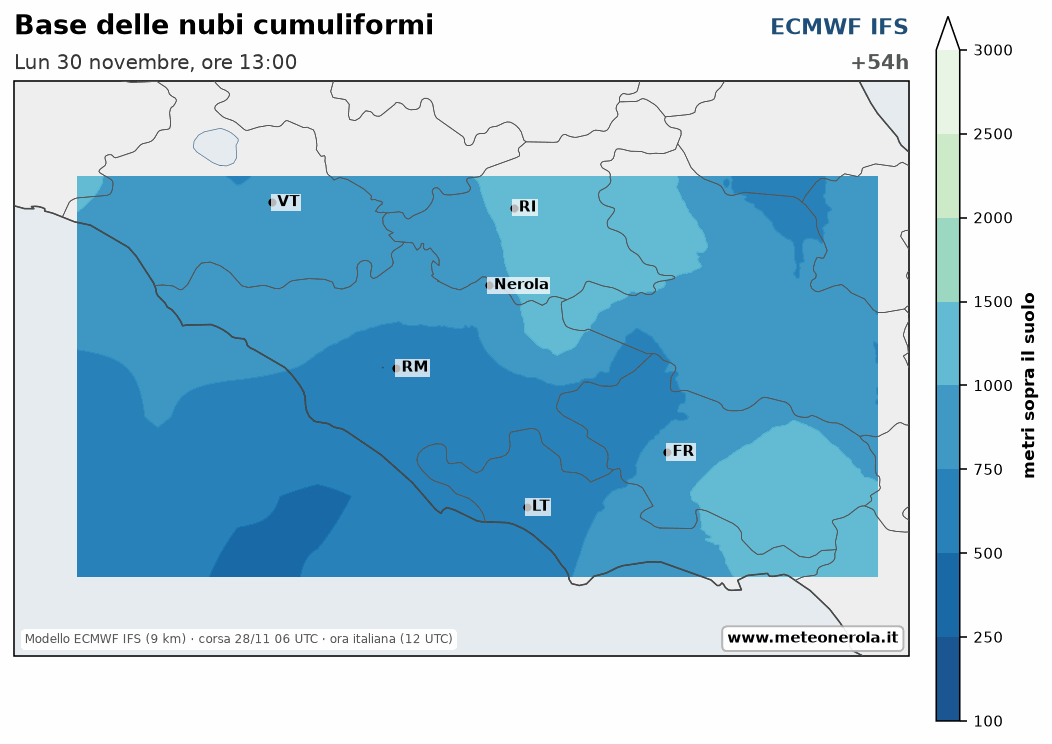 Base delle nubi cumuliformi
ECMWF IFS
Lun 30 novembre, ore 13:00
+54h
VT
RI
Nerola
RM
FR
LT
Modello ECMWF IFS (9 km) · corsa 28/11 06 UTC · ora italiana (12 UTC)
www.meteonerola.it
3000
2500
2000
1500
1000
750
500
250
100
metri sopra il suolo